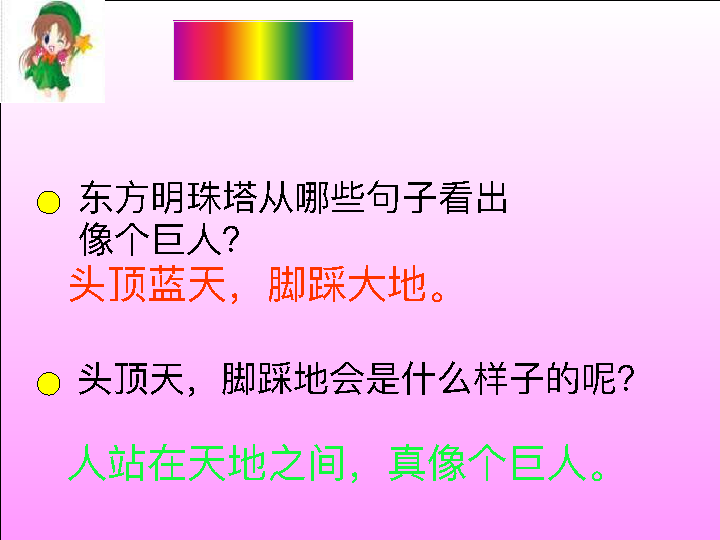 东方明珠塔从哪些句子看出
像个巨人?
头顶蓝天，脚踩大地。
头顶天，脚踩地会是什么样子的呢?
人站在天地之间，真像个巨人。